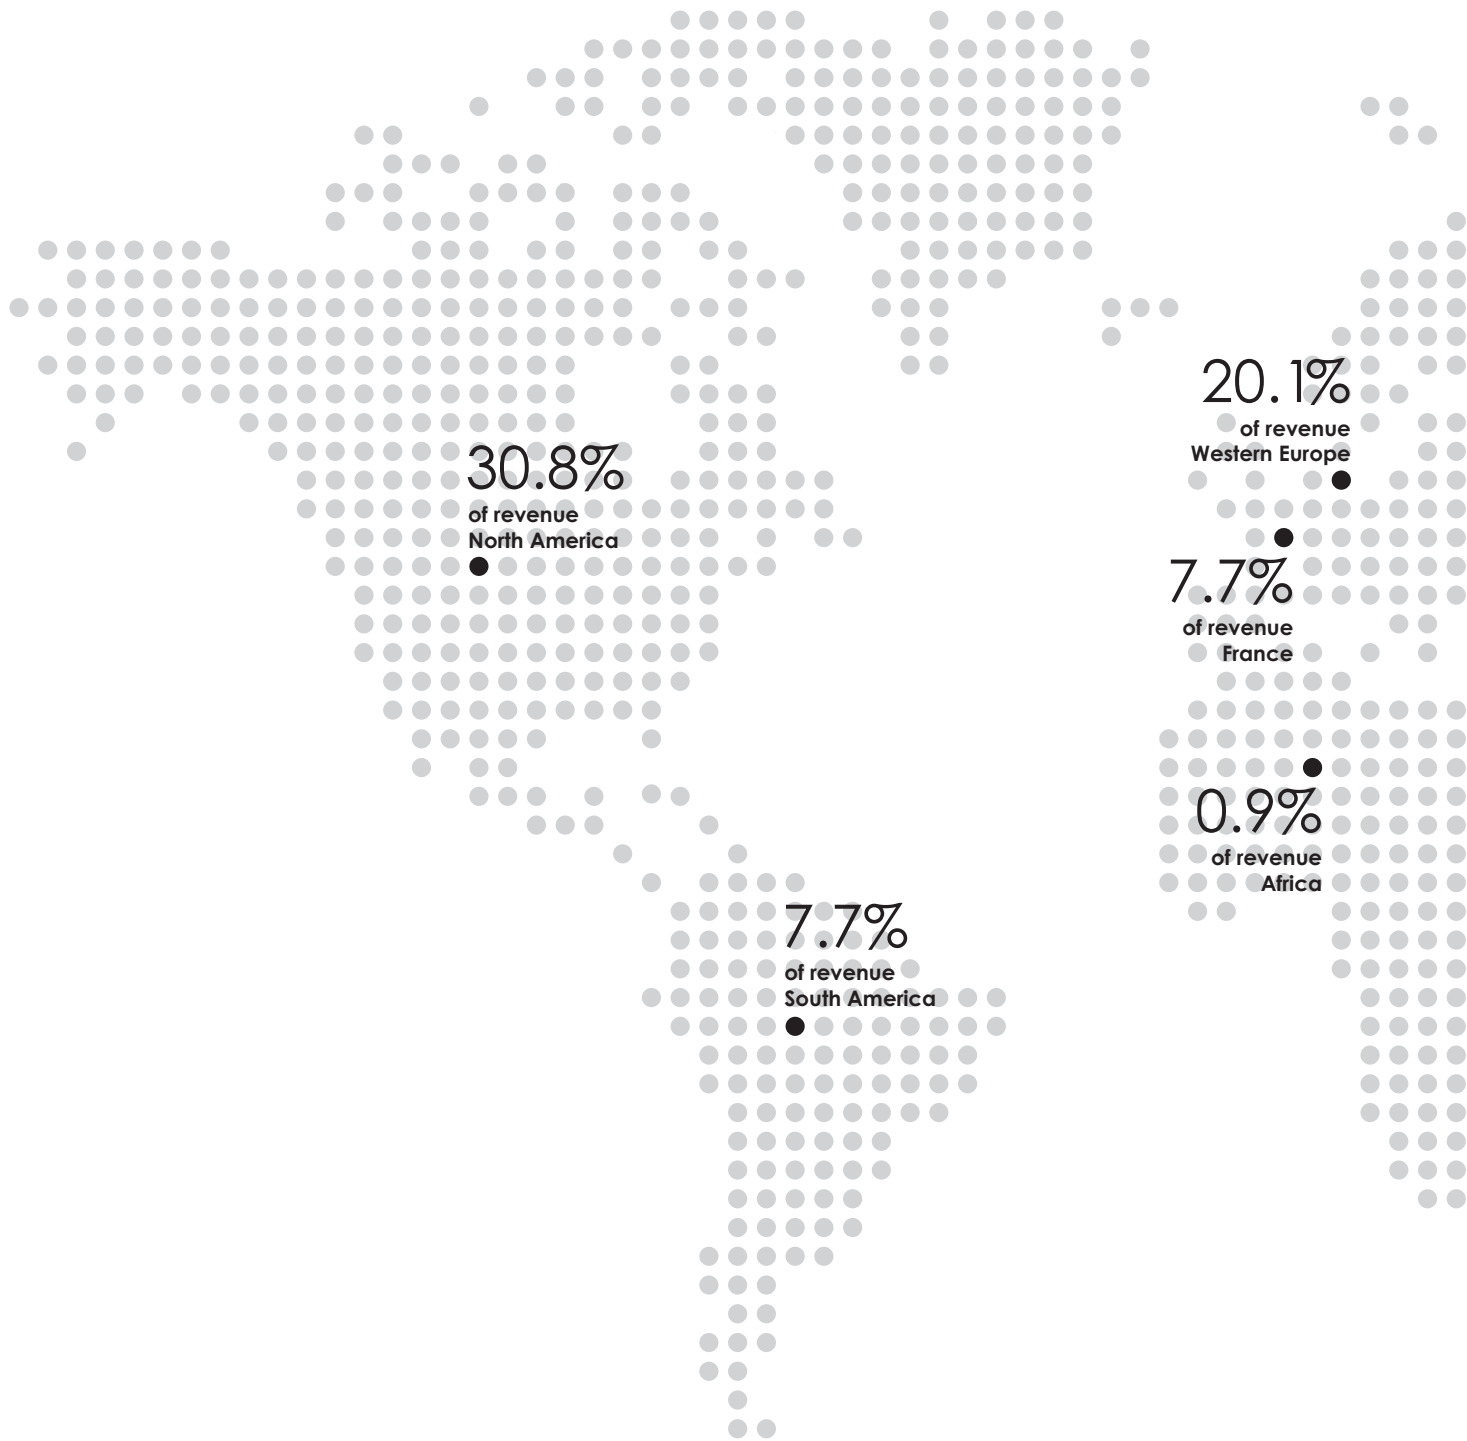 20.1%
of revenue
Western Europe
30.8%
of revenue
North America
7.7%
of revenue
France
0.9%
of revenue
Africa
7.7%
of revenue
South America